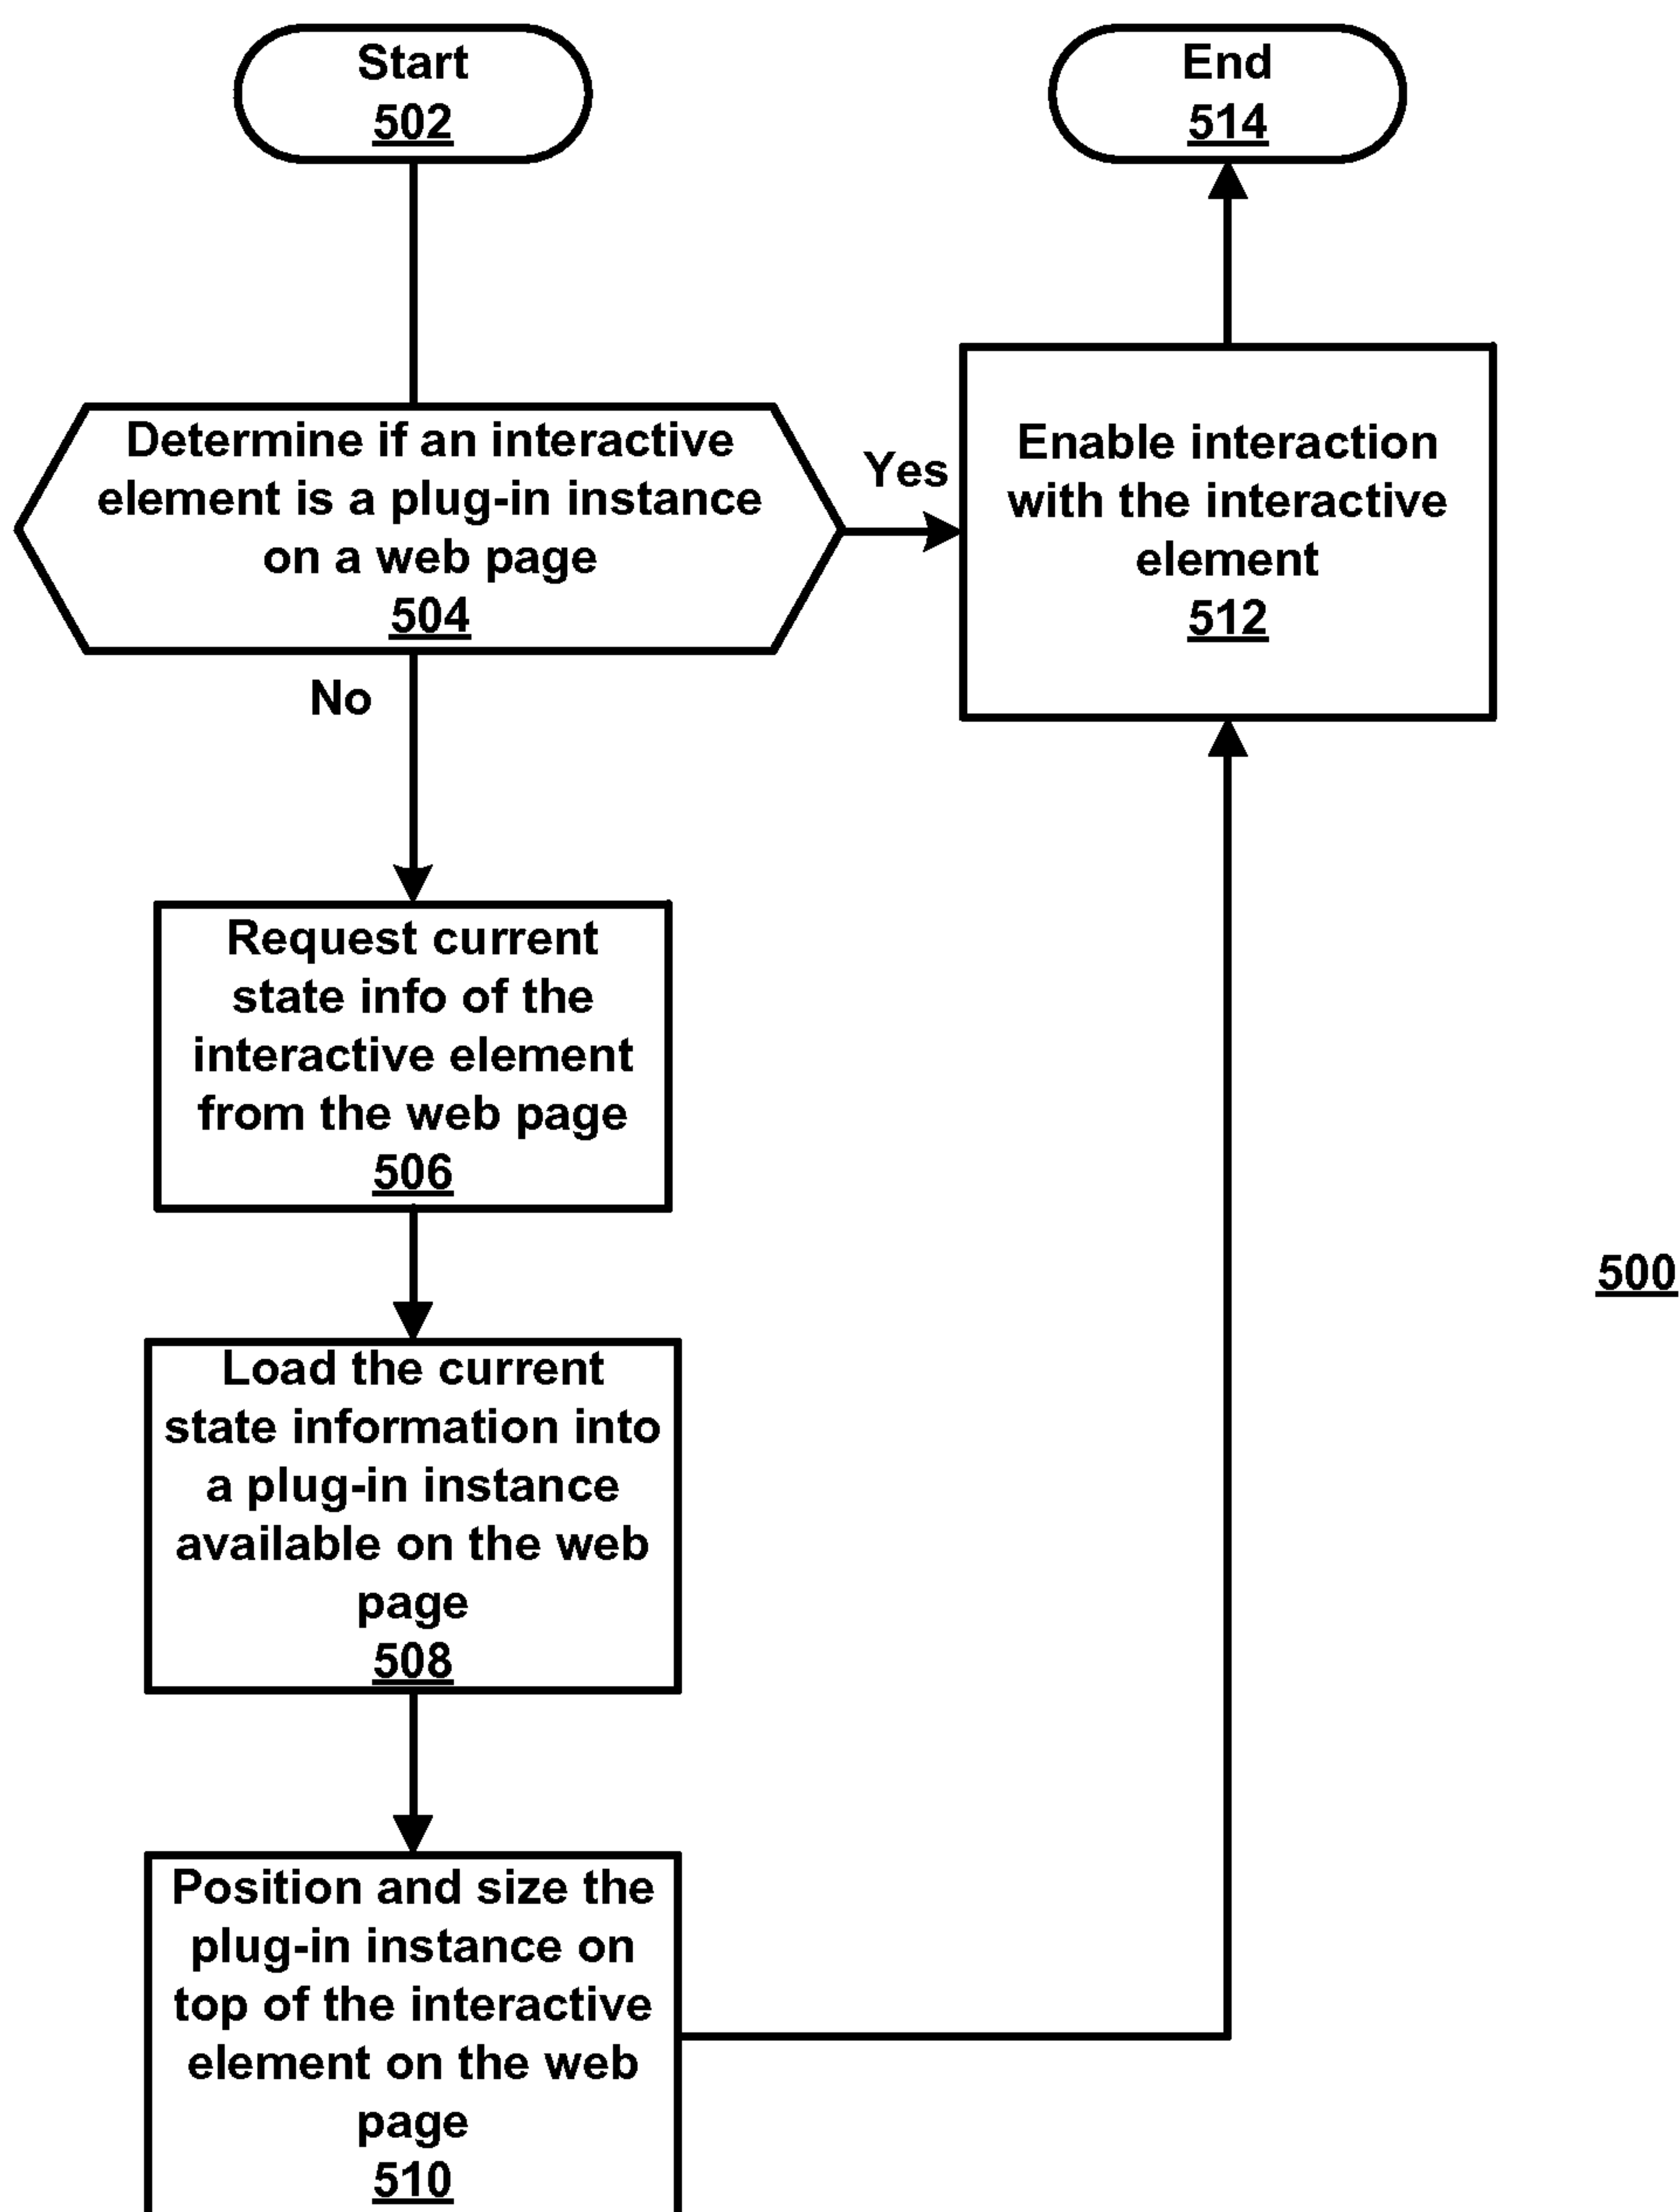 Start
502
Determine if an interactive
element is a plug-in instance
on a web page
504
Yes
No
Request current
state info of the
interactive element
from the web page
506
Load the current
state information into
a plug-in instance
available on the web
page
508
Position and size the
plug-in instance on
top of the interactive
element on the web
page
510
Enable interaction
with the interactive
element
512
End
514
500